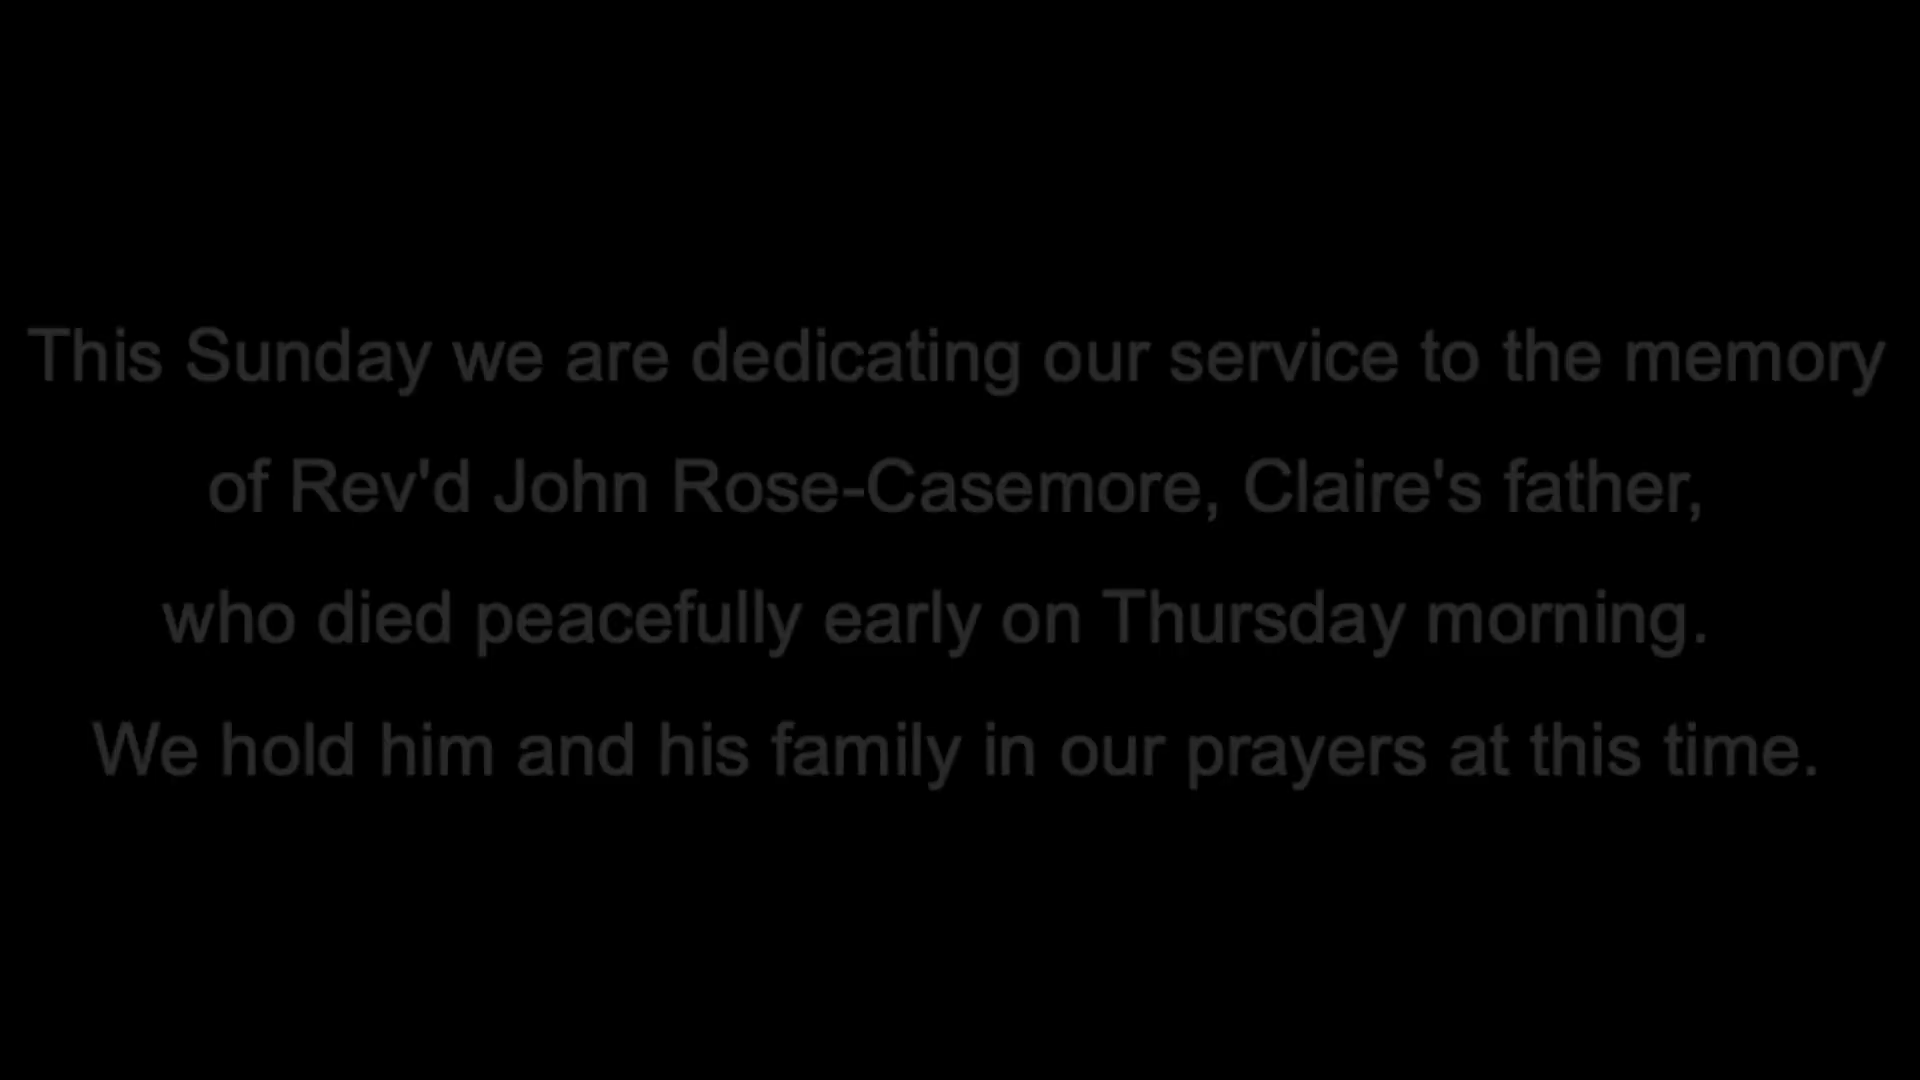 This Sunday we are dedicating our service to the memory
of Rev'd John Rose-Casemore, Claire's father,
who died peacefully early on Thursday morning.
We hold him and his family in our prayers at this time.